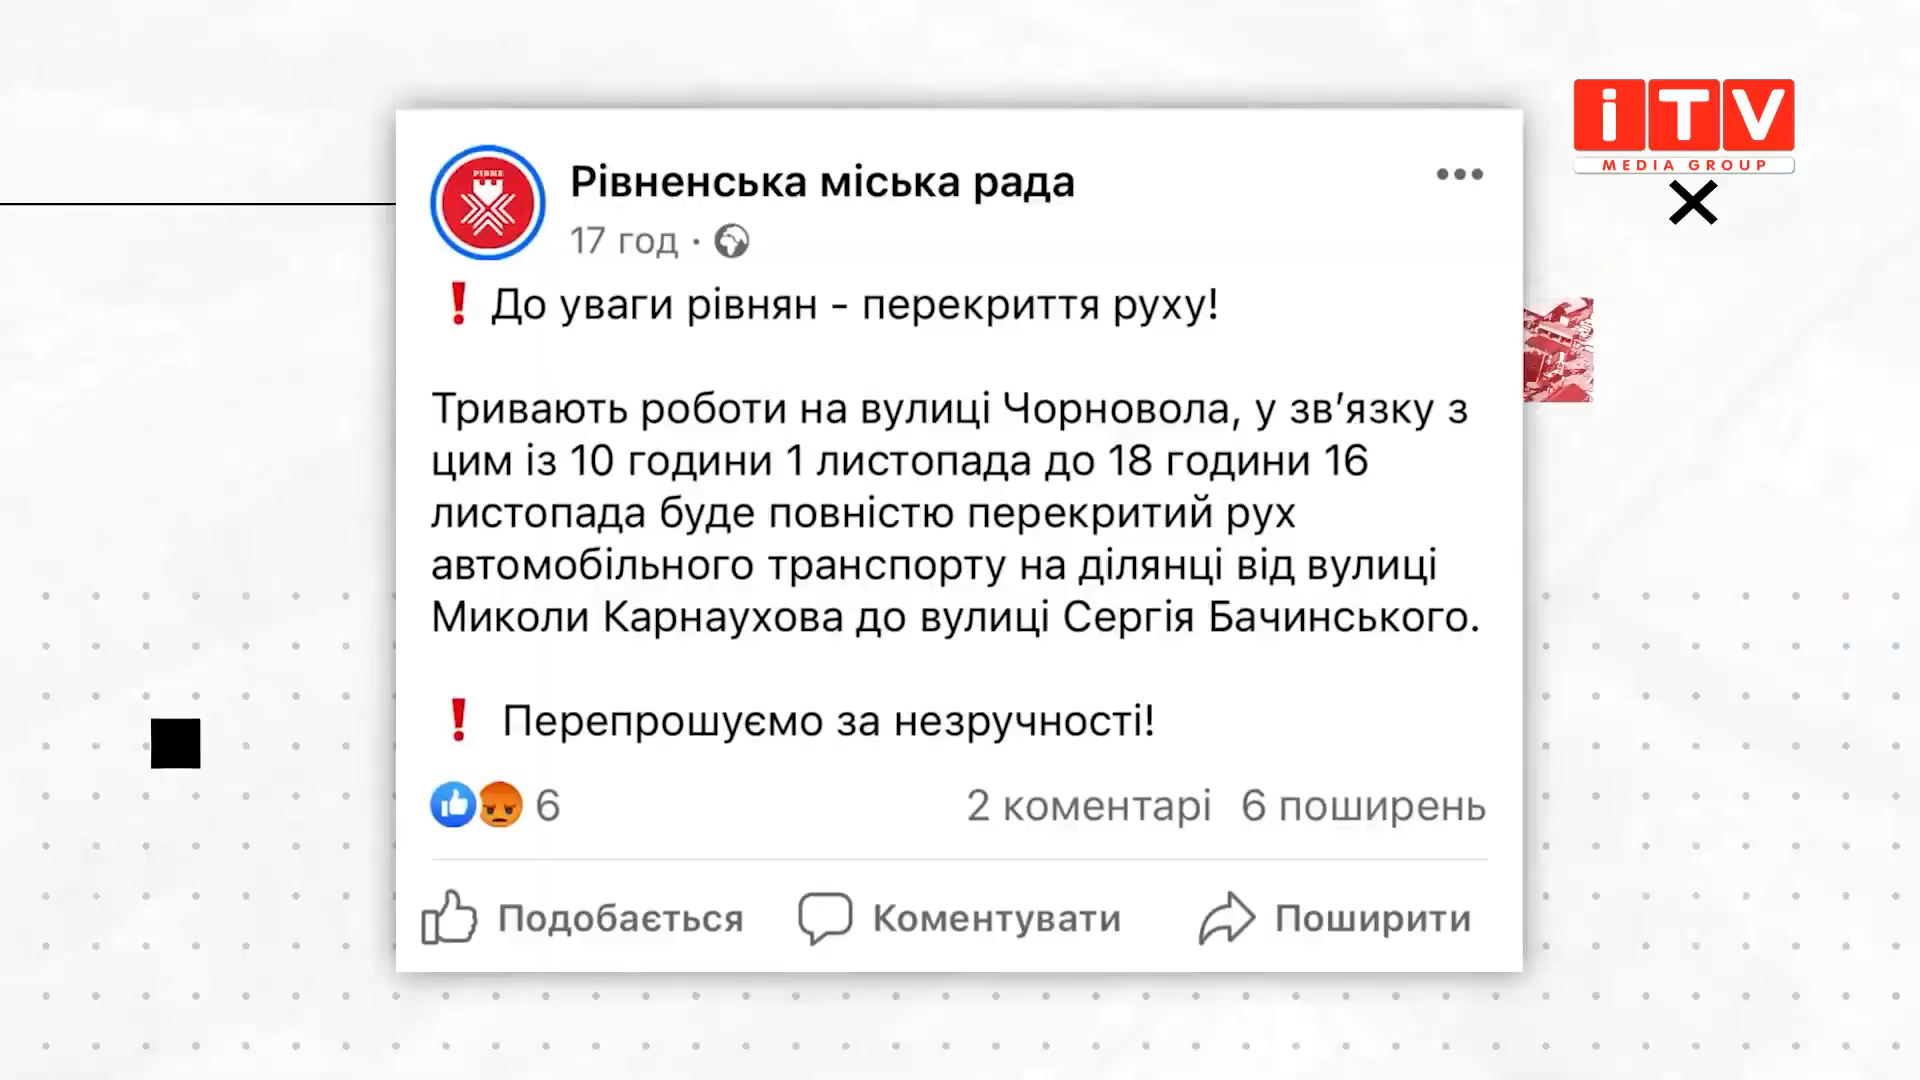 iTV
MEDIA GROUP
РІВНЕ
Рівненська міська рада
17 год ·
❗ До уваги рівнян - перекриття руху!
Тривають роботи на вулиці Чорновола, у зв’язку з
цим із 10 години 1 листопада до 18 години 16
листопада буде повністю перекритий рух
автомобільного транспорту на ділянці від вулиці
Миколи Карнаухова до вулиці Сергія Бачинського.
❗ Перепрошуємо за незручності!
6 2 коментарі 6 поширень
Подобається Коментувати Поширити